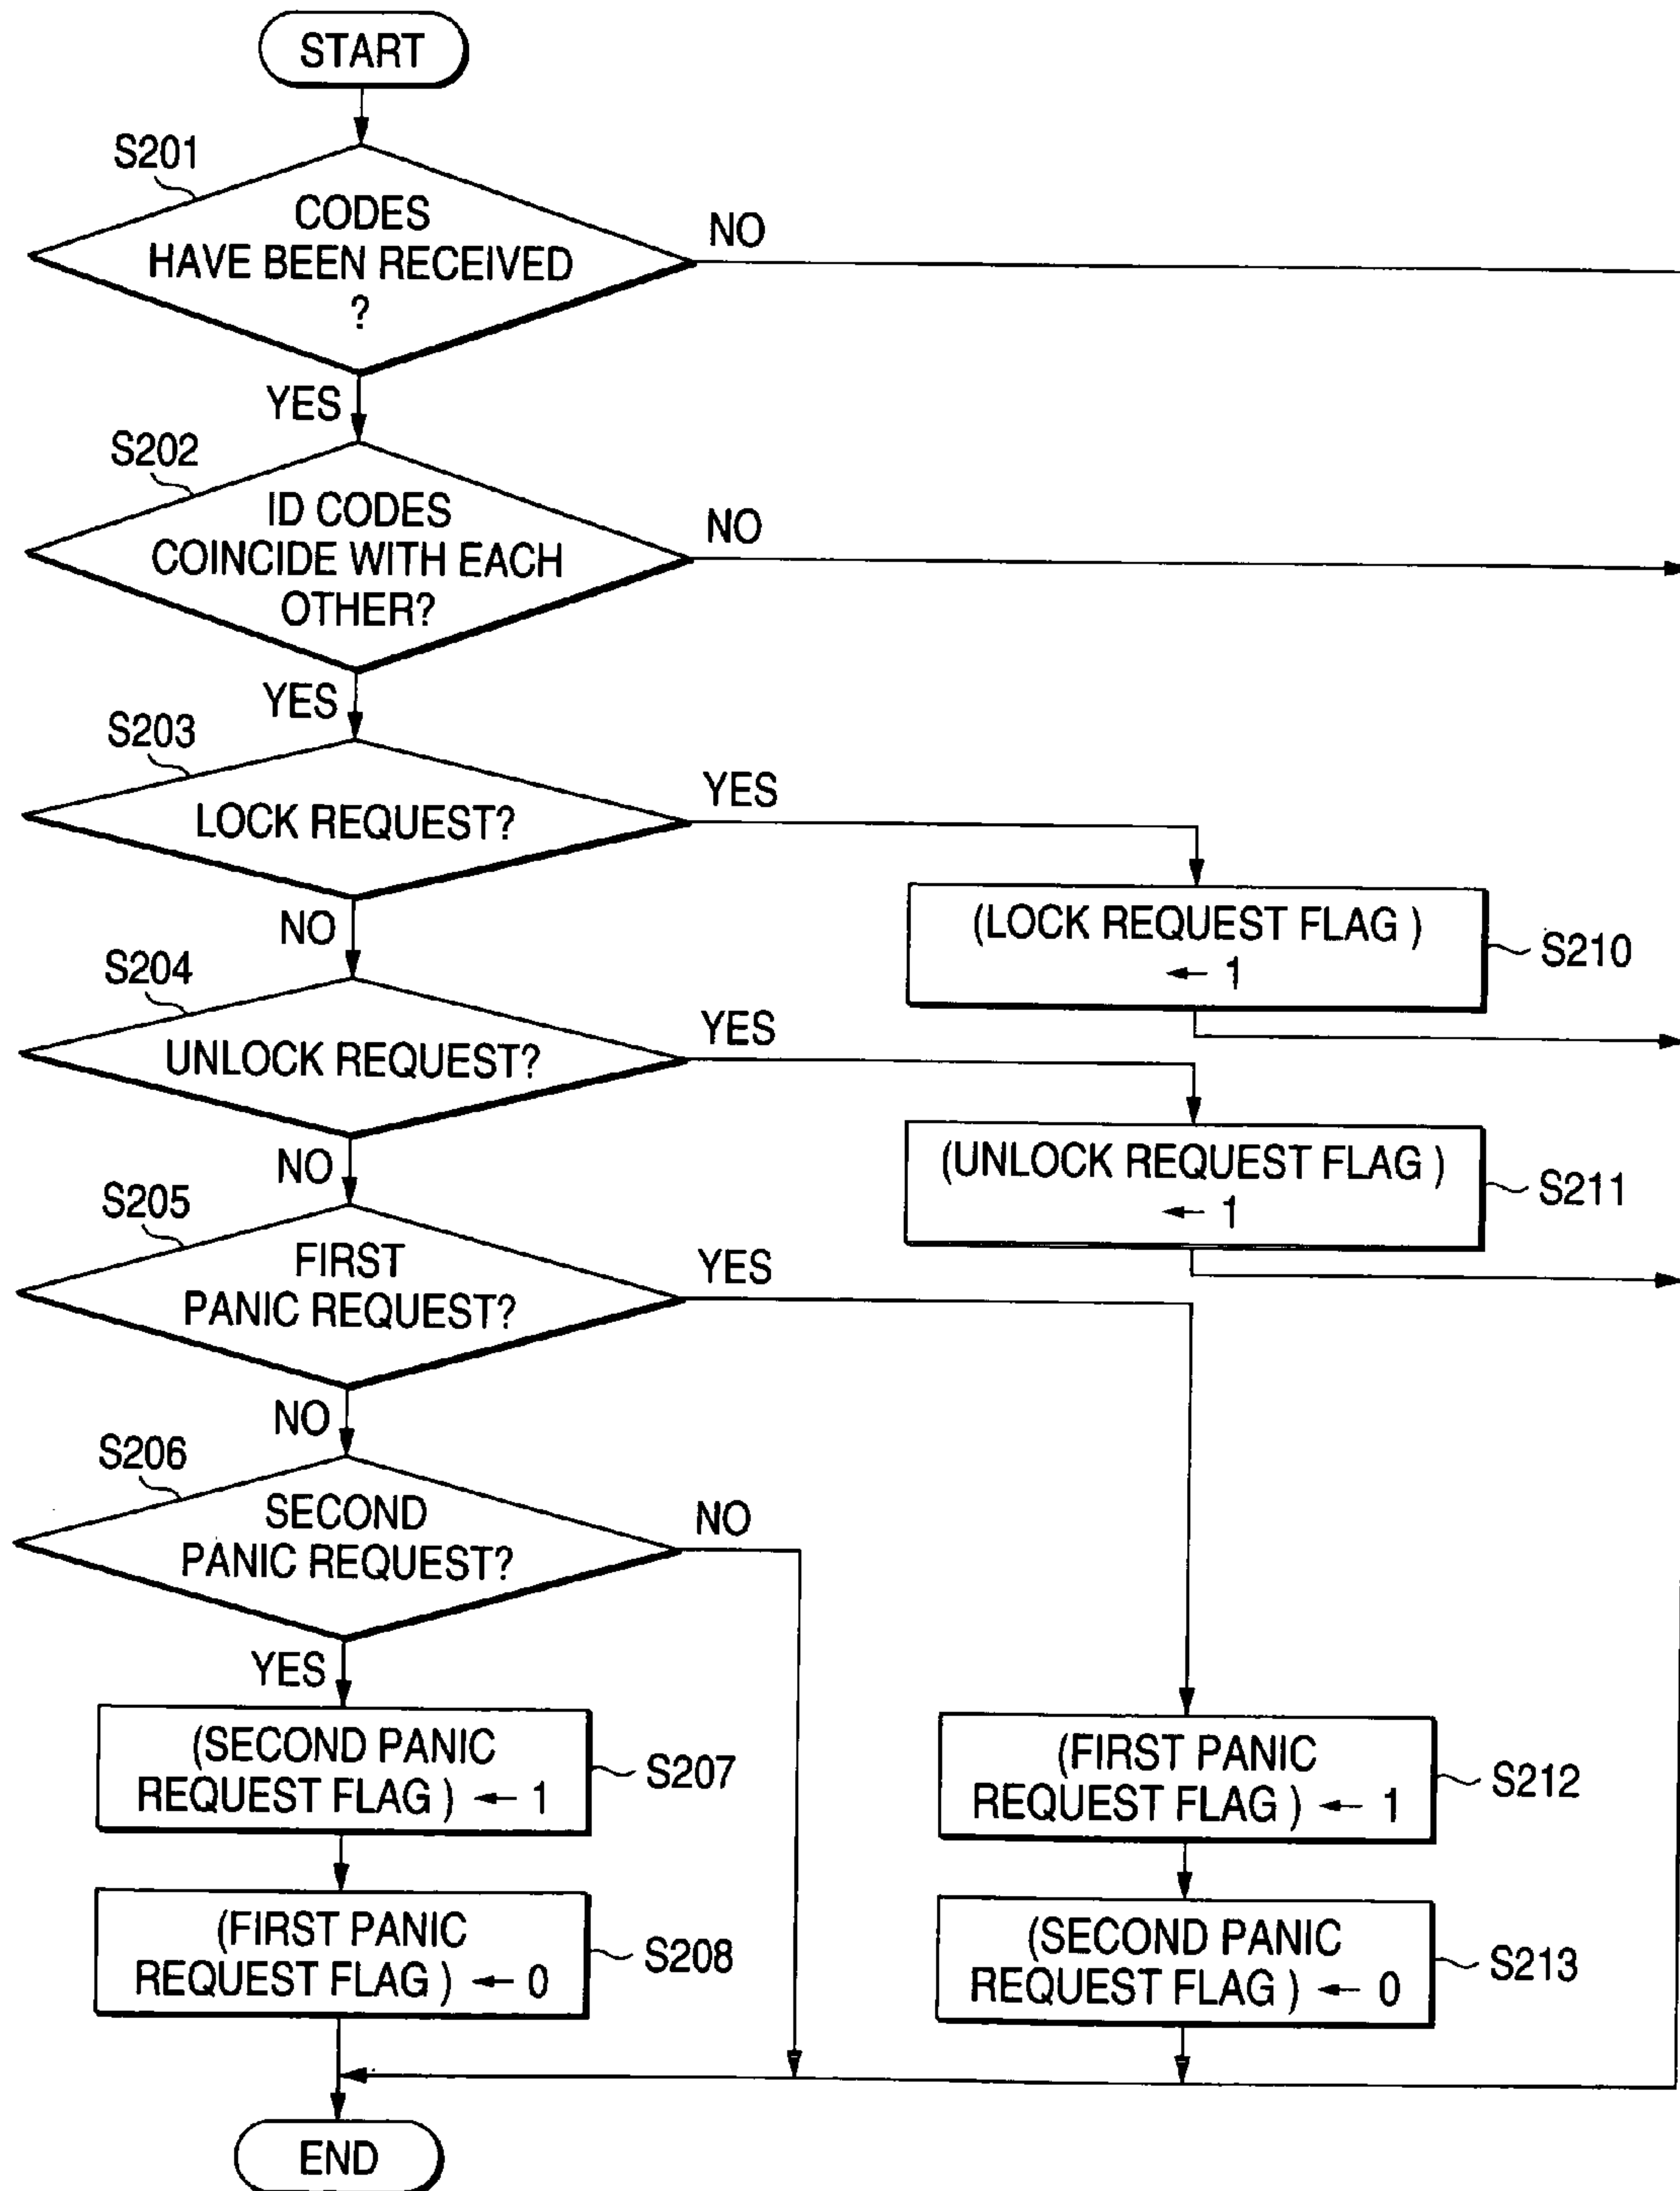 START
S201
CODES
HAVE BEEN RECEIVED
?
NO
YES
S202
ID CODES
COINCIDE WITH EACH
OTHER?
NO
YES
S203
LOCK REQUEST?
YES
NO
(LOCK REQUEST FLAG )
← 1
S210
S204
UNLOCK REQUEST?
YES
NO
(UNLOCK REQUEST FLAG )
← 1
S211
S205
FIRST
PANIC REQUEST?
YES
NO
S206
SECOND
PANIC REQUEST?
NO
YES
(SECOND PANIC
REQUEST FLAG ) ← 1
S207
(FIRST PANIC
REQUEST FLAG ) ← 1
S212
(FIRST PANIC
REQUEST FLAG ) ← 0
S208
(SECOND PANIC
REQUEST FLAG ) ← 0
S213
END